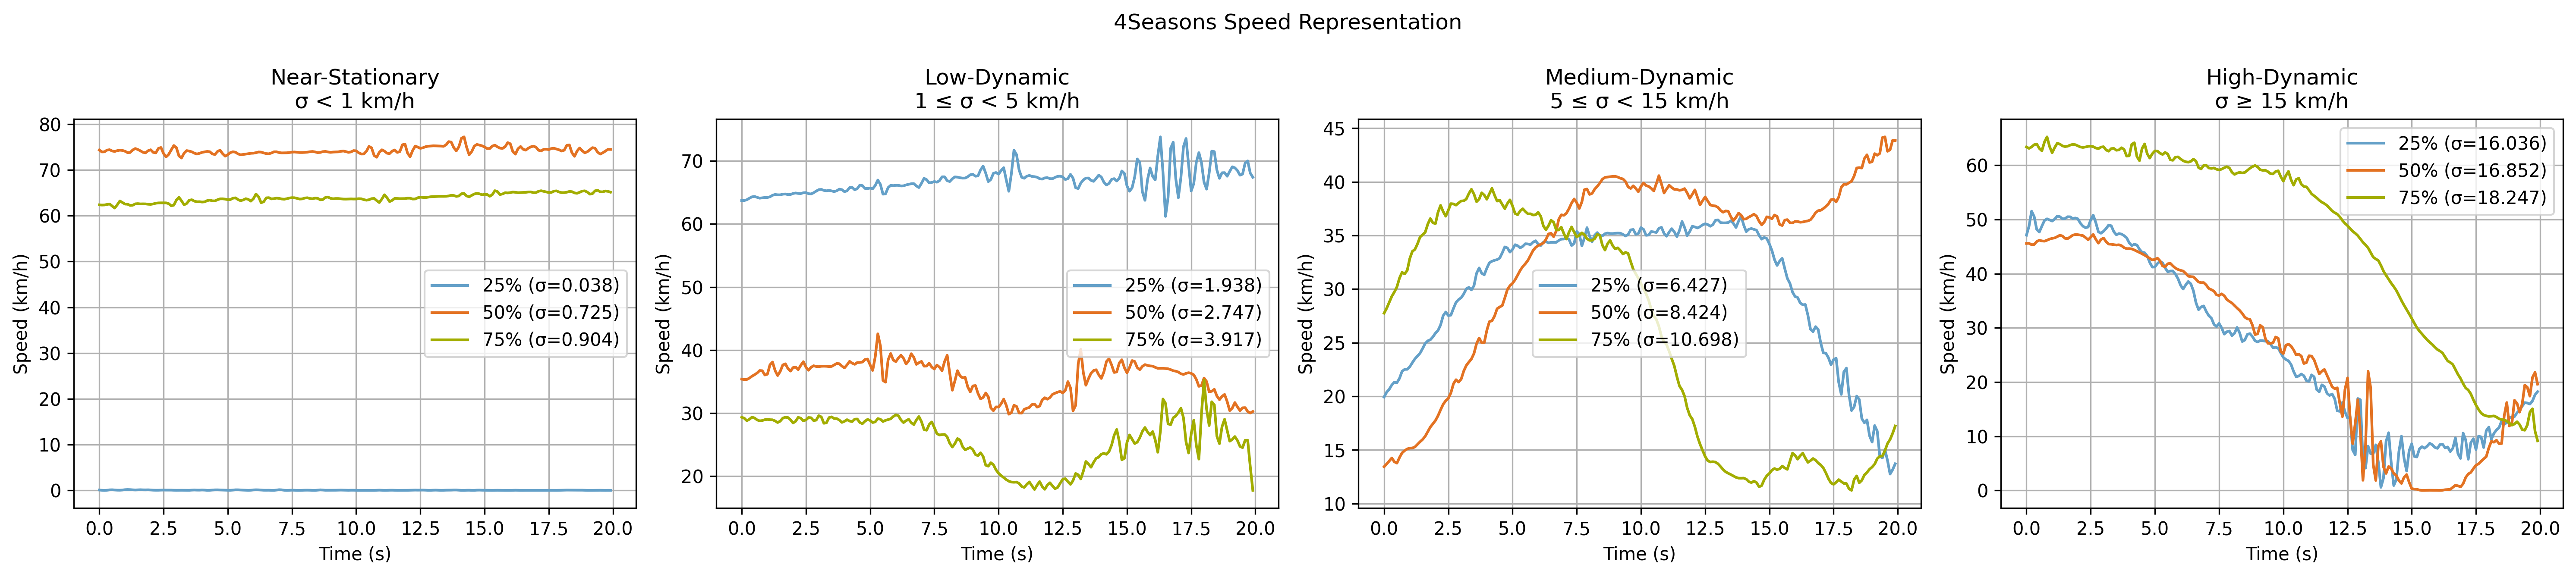 4Seasons Speed Representation
Near-Stationary
σ < 1 km/h
80
70
60
50
40
30
20
10
0
Speed (km/h)
25% (σ=0.038)
50% (σ=0.725)
75% (σ=0.904)
0.0 2.5 5.0 7.5 10.0 12.5 15.0 17.5 20.0
Time (s)
Low-Dynamic
1 ≤ σ < 5 km/h
70
60
50
40
30
20
Speed (km/h)
25% (σ=1.938)
50% (σ=2.747)
75% (σ=3.917)
0.0 2.5 5.0 7.5 10.0 12.5 15.0 17.5 20.0
Time (s)
Medium-Dynamic
5 ≤ σ < 15 km/h
45
40
35
30
25
20
15
10
Speed (km/h)
25% (σ=6.427)
50% (σ=8.424)
75% (σ=10.698)
0.0 2.5 5.0 7.5 10.0 12.5 15.0 17.5 20.0
Time (s)
High-Dynamic
σ ≥ 15 km/h
60
50
40
30
20
10
0
Speed (km/h)
25% (σ=16.036)
50% (σ=16.852)
75% (σ=18.247)
0.0 2.5 5.0 7.5 10.0 12.5 15.0 17.5 20.0
Time (s)